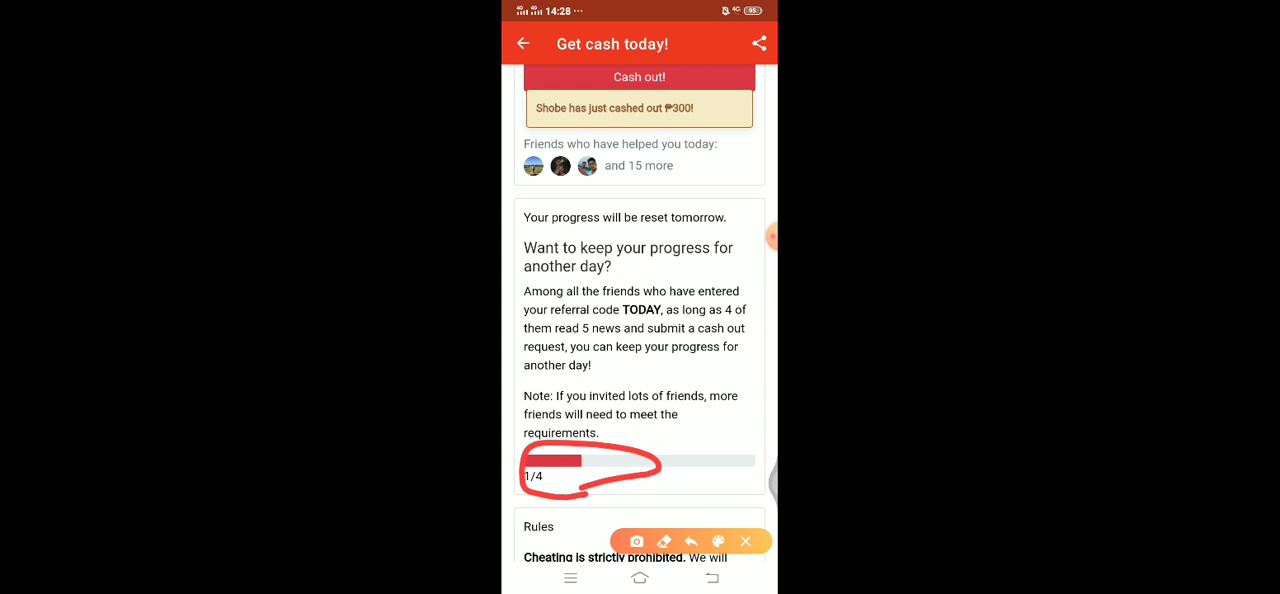 4G 4G 14:28 ··· 4G 95
Get cash today!
Cash out!
Shobe has just cashed out ₱300!
Friends who have helped you today:
and 15 more
Your progress will be reset tomorrow.
Want to keep your progress for
another day?
Among all the friends who have entered
your referral code TODAY, as long as 4 of
them read 5 news and submit a cash out
request, you can keep your progress for
another day!
Note: If you invited lots of friends, more
friends will need to meet the
requirements.
1/4
Rules
Cheating is strictly prohibited. We will